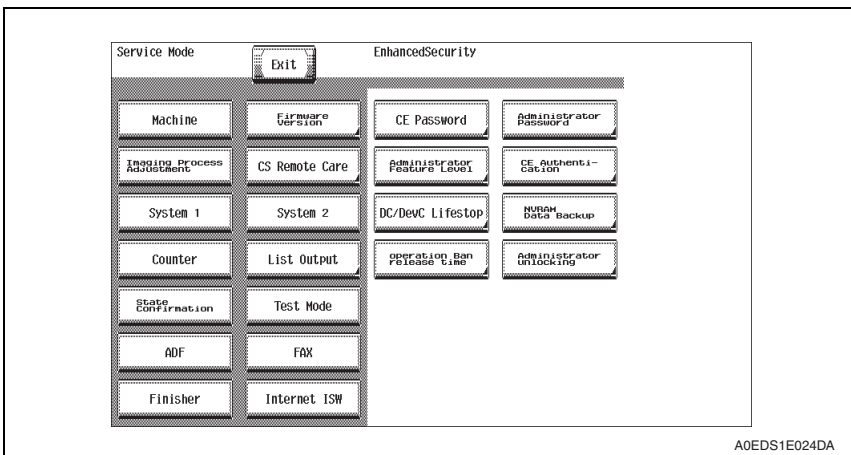 Service Mode
Exit
EnhancedSecurity
Machine
Firmware
Version
CE Password
Administrator
Password
Imaging Process
Adjustment
CS Remote Care
Administrator
Feature Level
CE Authenti-
cation
System 1
System 2
DC/DevC Lifestop
NVRAM
Data Backup
Counter
List Output
operation Ban
release time
Administrator
unlocking
State
Confirmation
Test Mode
ADF
FAX
Finisher
Internet ISW
A0EDS1E024DA